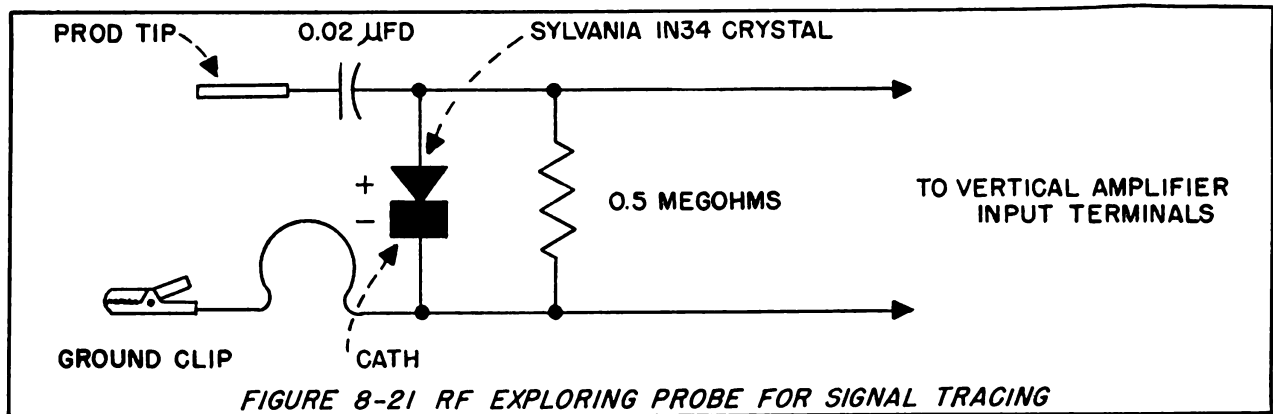 PROD TIP
0.02 µFD
SYLVANIA IN34 CRYSTAL
+
−
0.5 MEGOHMS
TO VERTICAL AMPLIFIER
INPUT TERMINALS
GROUND CLIP
CATH
FIGURE 8-21 RF EXPLORING PROBE FOR SIGNAL TRACING